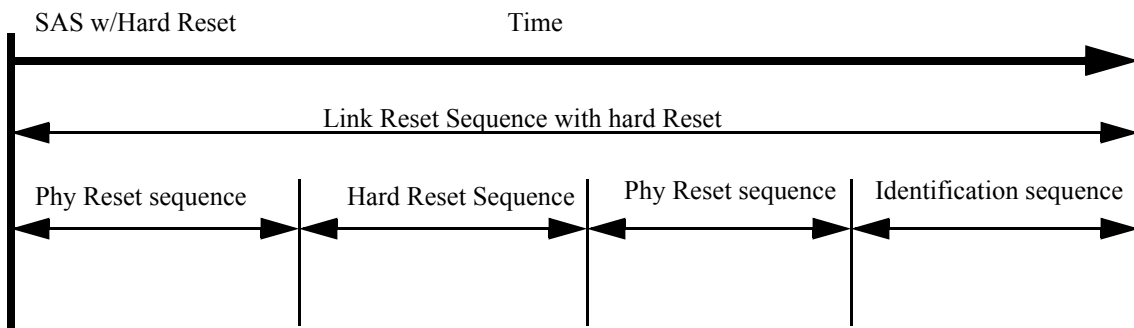 SAS w/Hard Reset
Time
Link Reset Sequence with hard Reset
Phy Reset sequence
Hard Reset Sequence
Phy Reset sequence
Identification sequence